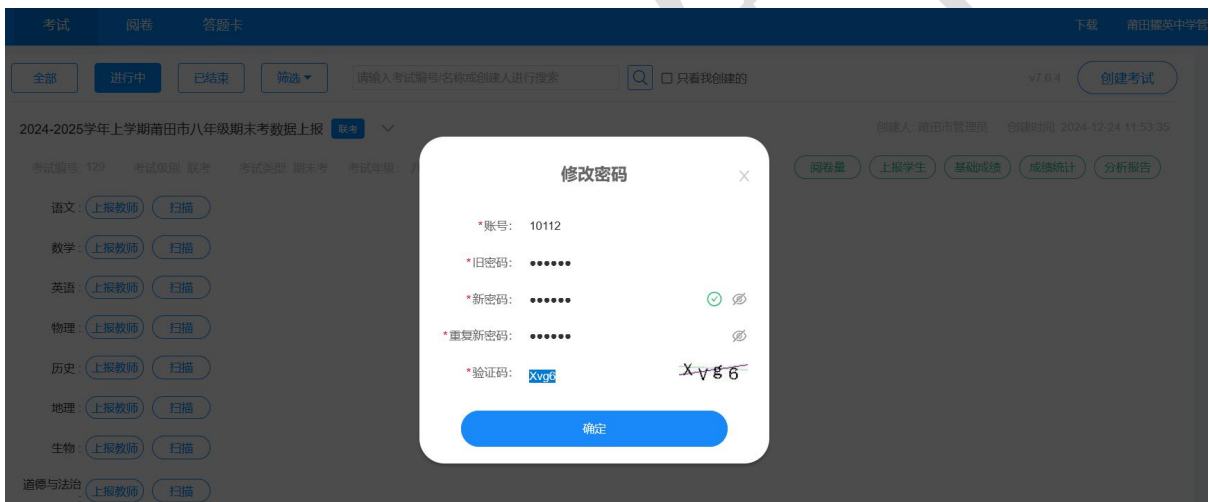 考试 阅卷 答题卡 下载 莆田擢英中学管
全部 进行中 已结束 筛选 请输入考试编号/名称或创建人进行搜索 只看我创建的 v7.0.4 创建考试
2024-2025学年上学期莆田市八年级期末考数据上报 联考 创建人: 莆田市管理员 创建时间: 2024-12-24 11:53:35
考试编号: 129 考试级别: 联考 考试类型: 期末考 考试年级: 阅卷量 上报学生 基础成绩 成绩统计 分析报告
语文: 上报教师 扫描
数学: 上报教师 扫描
英语: 上报教师 扫描
物理: 上报教师 扫描
历史: 上报教师 扫描
地理: 上报教师 扫描
生物: 上报教师 扫描
道德与法治: 上报教师 扫描
修改密码
*账号: 10112
*旧密码: ●●●●●●
*新密码: ●●●●●●
*重复新密码: ●●●●●●
*验证码: Xvg6 Xvg6
确定